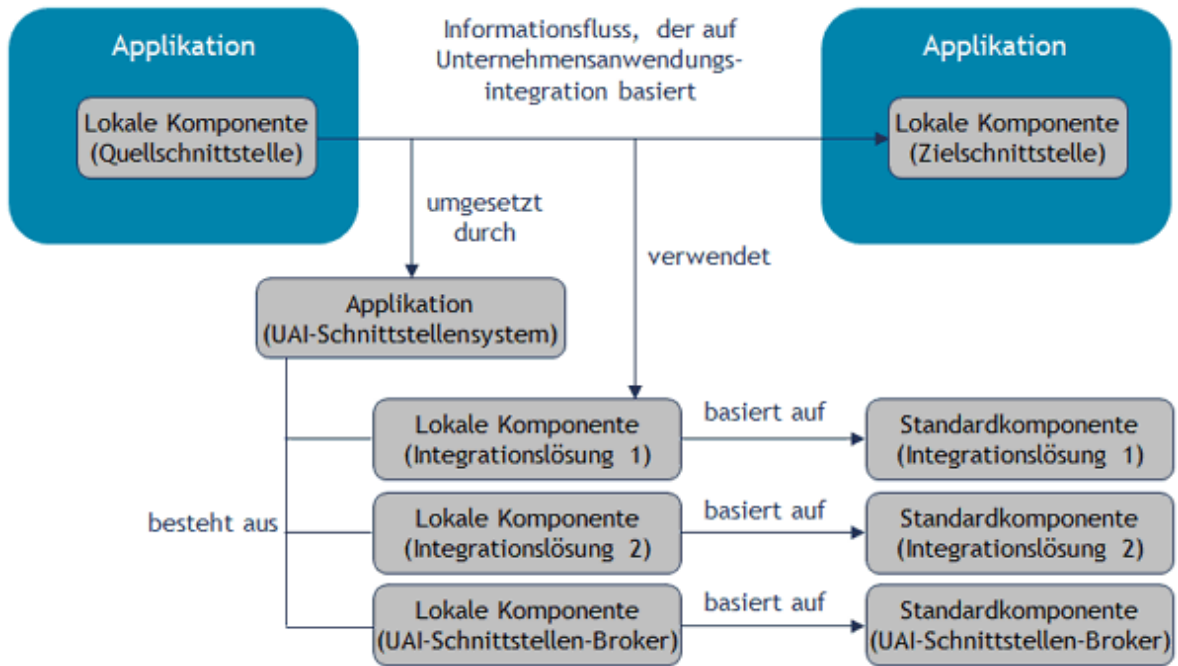 Applikation
Informationsfluss, der auf
Unternehmensanwendungs-
integration basiert
Applikation
Lokale Komponente
(Quellschnittstelle)
Lokale Komponente
(Zielschnittstelle)
umgesetzt
durch
verwendet
Applikation
(UAI-Schnittstellensystem)
Lokale Komponente
(Integrationslösung 1)
basiert auf
Standardkomponente
(Integrationslösung 1)
besteht aus
Lokale Komponente
(Integrationslösung 2)
basiert auf
Standardkomponente
(Integrationslösung 2)
Lokale Komponente
(UAI-Schnittstellen-Broker)
basiert auf
Standardkomponente
(UAI-Schnittstellen-Broker)